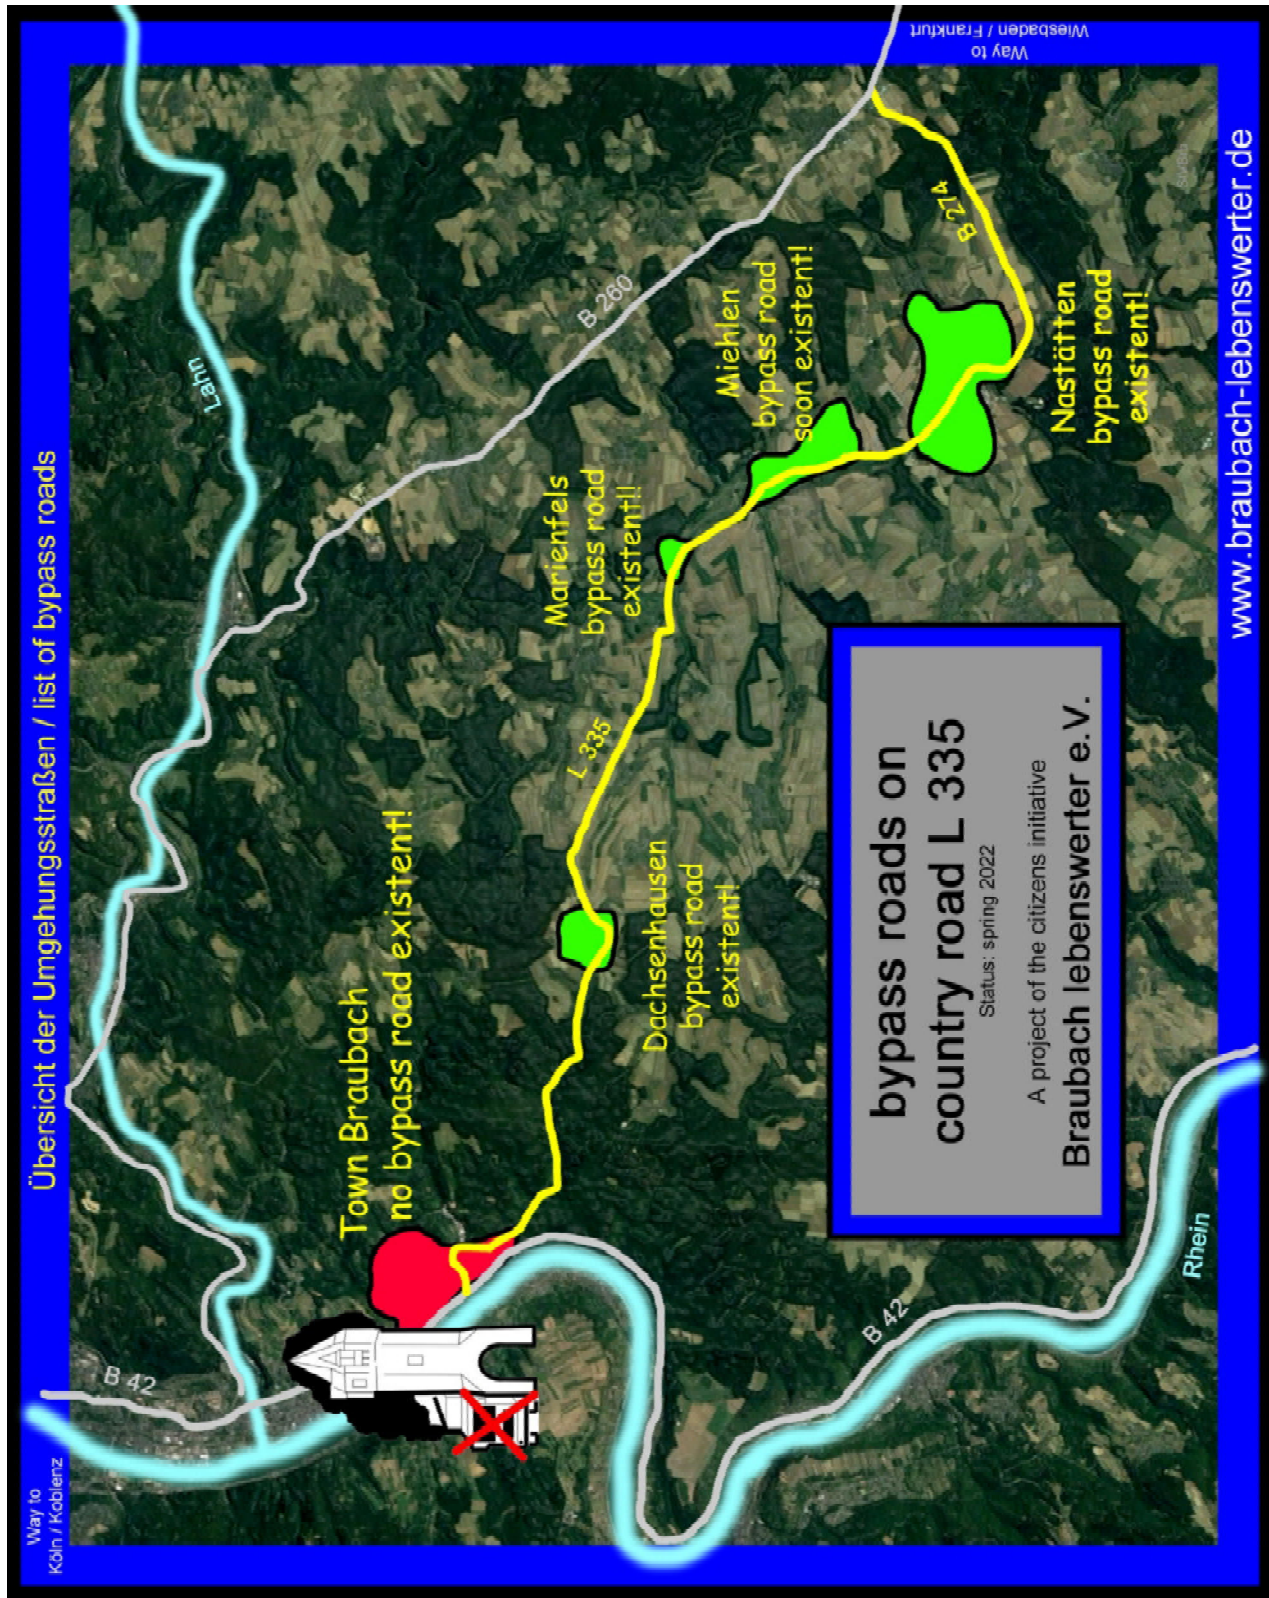 Übersicht der Umgehungsstraßen / list of bypass roads
Way to
Köln / Koblenz
B 42
Lahn
Town Braubach
no bypass road existent!
B 260
Marienfels
bypass road
existent!!
L 335
Dachsenhausen
bypass road
existent!
Miehlen
bypass road
soon existent!
B 274
Way to
Wiesbaden / Frankfurt
Nastätten
bypass road
existent!
bypass roads on
country road L 335
Status: spring 2022
A project of the citizens initiative
Braubach lebenswerter e.V.
B 42
Rhein
www.braubach-lebenswerter.de